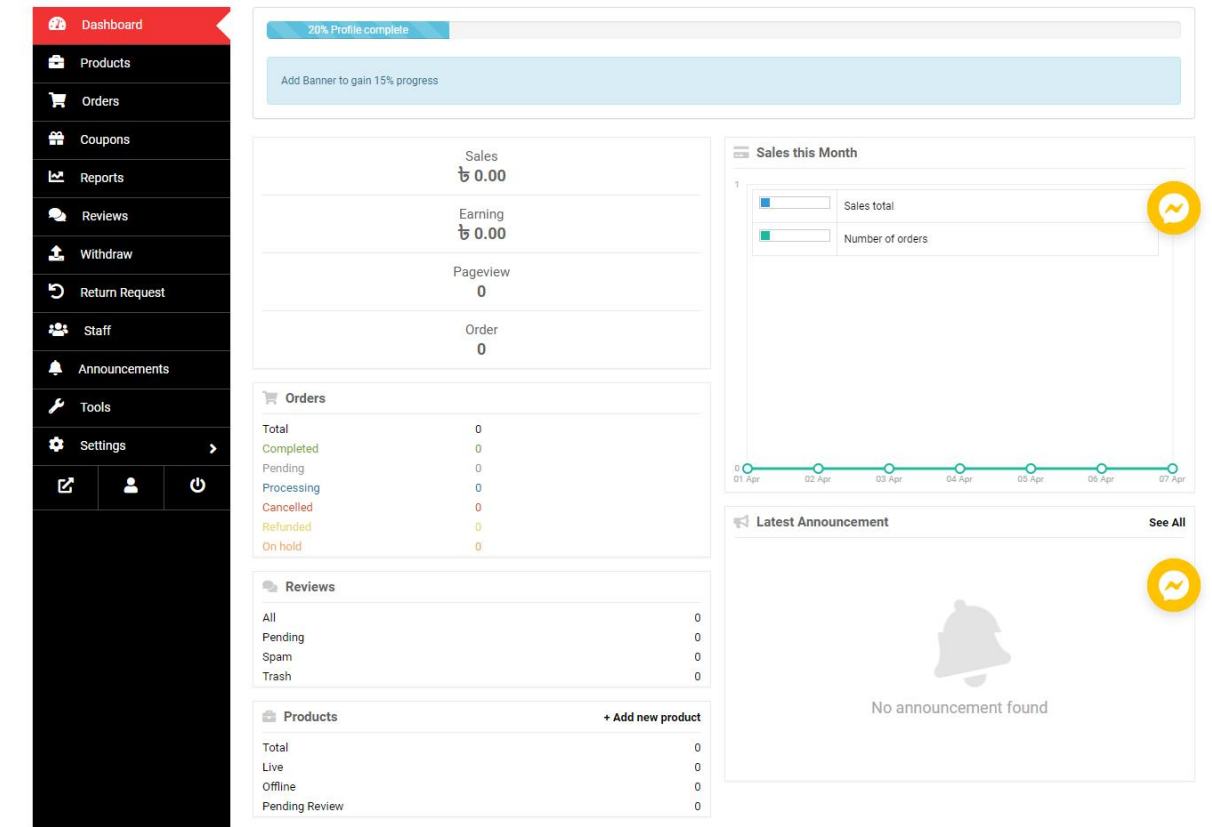 Dashboard
Products
Orders
Coupons
Reports
Reviews
Withdraw
Return Request
Staff
Announcements
Tools
Settings
20% Profile complete
Add Banner to gain 15% progress
Sales
৳ 0.00
Earning
৳ 0.00
Pageview
0
Order
0
Orders
Total 0
Completed 0
Pending 0
Processing 0
Cancelled 0
Refunded 0
On hold 0
Reviews
All 0
Pending 0
Spam 0
Trash 0
Products + Add new product
Total 0
Live 0
Offline 0
Pending Review 0
Sales this Month
1
Sales total
Number of orders
0
01 Apr 02 Apr 03 Apr 04 Apr 05 Apr 06 Apr 07 Apr
Latest Announcement See All
No announcement found